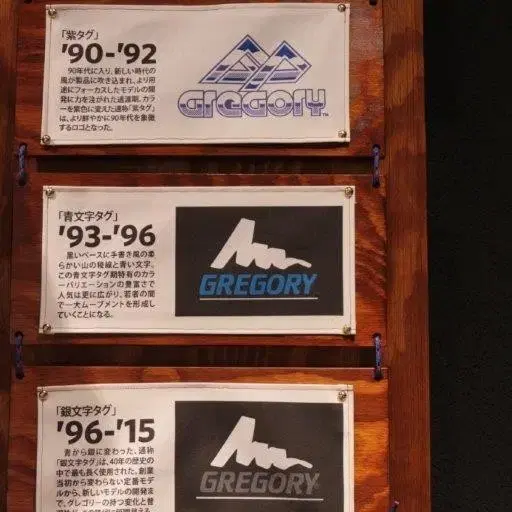 「紫タグ」
'90-'92
90年代に入り、新しい時代の
風が製品に吹き込まれ、より用
途にフォーカスしたモデルの開
発に力を注がれた過渡期。カラ
ーを紫色に変えた通称「紫タグ」
は、より鮮やかに90年代を象徴
するロゴとなった。
GREGORY
TM
「青文字タグ」
'93-'96
黒いベースに手書き風の柔
らかい山の稜線と青い文字。
この青文字タグ期特有のカラ
ーバリエーションの豊富さで
人気は更に広がり、若者の間
で一大ムーブメントを形成し
ていくことになる。
GREGORY
「銀文字タグ」
'96-'15
青から銀に変わった、通称
「銀文字タグ」は、40年の歴史の
中で最も長く使用された。創業
当初から変わらない定番モデ
ルから、新しいモデルの開発ま
で、グレゴリーの持つ変化と普
GREGORY